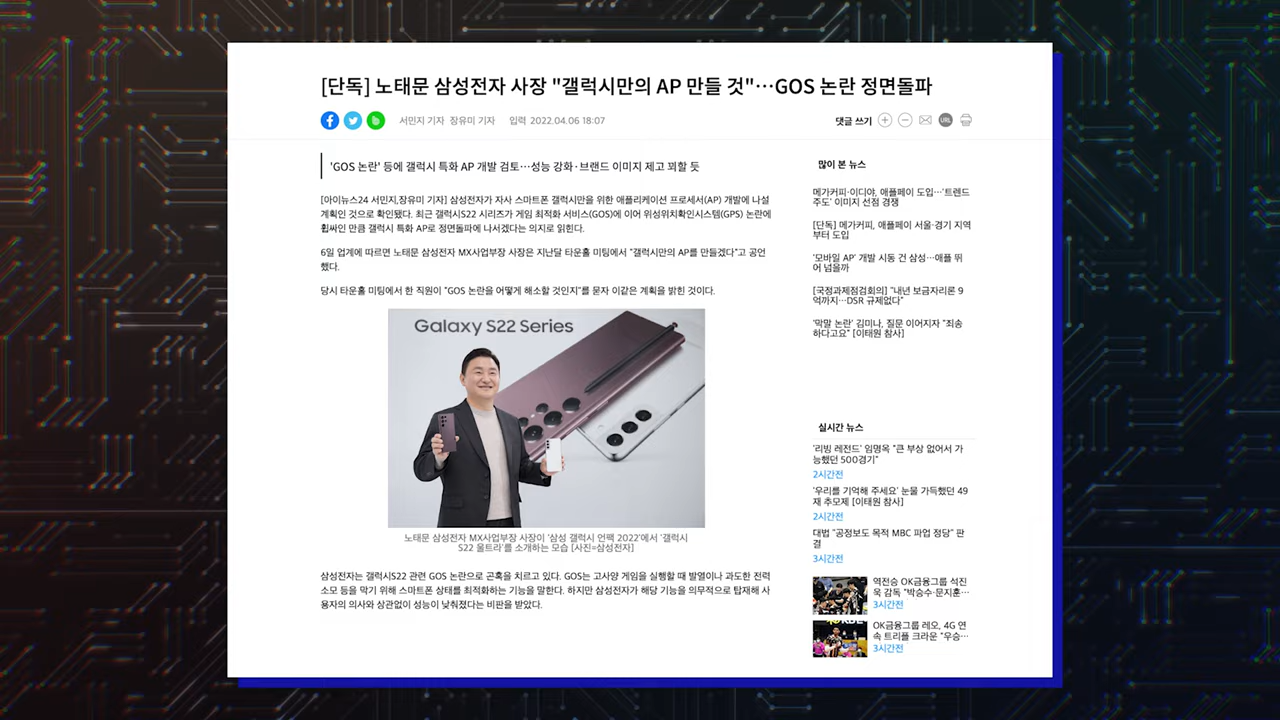 [단독] 노태문 삼성전자 사장 "갤럭시만의 AP 만들 것"…GOS 논란 정면돌파
서민지 기자 장유미 기자 입력 2022.04.06 18:07
댓글 쓰기
URL
'GOS 논란' 등에 갤럭시 특화 AP 개발 검토…성능 강화·브랜드 이미지 제고 꾀할 듯
[아이뉴스24 서민지,장유미 기자] 삼성전자가 자사 스마트폰 갤럭시만을 위한 애플리케이션 프로세서(AP) 개발에 나설
계획인 것으로 확인됐다. 최근 갤럭시S22 시리즈가 게임 최적화 서비스(GOS)에 이어 위성위치확인시스템(GPS) 논란에
휩싸인 만큼 갤럭시 특화 AP로 정면돌파에 나서겠다는 의지로 읽힌다.
6일 업계에 따르면 노태문 삼성전자 MX사업부장 사장은 지난달 타운홀 미팅에서 "갤럭시만의 AP를 만들겠다"고 공언
했다.
당시 타운홀 미팅에서 한 직원이 "GOS 논란을 어떻게 해소할 것인지"를 묻자 이같은 계획을 밝힌 것이다.
Galaxy S22 Series
노태문 삼성전자 MX사업부장 사장이 '삼성 갤럭시 언팩 2022'에서 '갤럭시
S22 울트라'를 소개하는 모습 [사진=삼성전자]
삼성전자는 갤럭시S22 관련 GOS 논란으로 곤혹을 치르고 있다. GOS는 고사양 게임을 실행할 때 발열이나 과도한 전력
소모 등을 막기 위해 스마트폰 상태를 최적화하는 기능을 말한다. 하지만 삼성전자가 해당 기능을 의무적으로 탑재해 사
용자의 의사와 상관없이 성능이 낮춰졌다는 비판을 받았다.
많이 본 뉴스
메가커피·이디야, 애플페이 도입…'트렌드
주도' 이미지 선점 경쟁
[단독] 메가커피, 애플페이 서울·경기 지역
부터 도입
'모바일 AP' 개발 시동 건 삼성…애플 뛰
어 넘을까
[국정과제점검회의] "내년 보금자리론 9
억까지…DSR 규제없다"
'막말 논란' 김미나, 질문 이어지자 "죄송
하다고요" [이태원 참사]
실시간 뉴스
'리빙 레전드' 임명옥 "큰 부상 없어서 가
능했던 500경기"
2시간전
'우리를 기억해 주세요' 눈물 가득했던 49
재 추모제 [이태원 참사]
2시간전
대법 "공정보도 목적 MBC 파업 정당" 판
결
3시간전
역전승 OK금융그룹 석진
욱 감독 "박승수·문지훈…
3시간전
OK금융그룹 레오, 4G 연
속 트리플 크라운 "우승…
3시간전